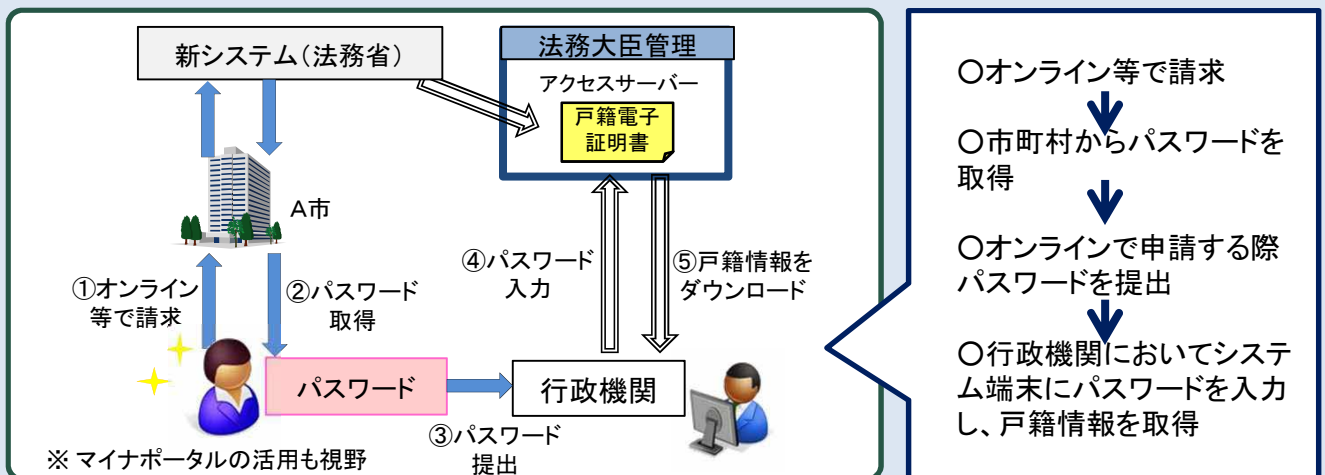 新システム(法務省)
法務大臣管理
アクセスサーバー
戸籍電子
証明書
A市
①オンライン
等で請求
②パスワード
取得
④パスワード
入力
⑤戸籍情報を
ダウンロード
パスワード
行政機関
③パスワード
提出
※ マイナポータルの活用も視野
〇オンライン等で請求
〇市町村からパスワードを
取得
〇オンラインで申請する際
パスワードを提出
〇行政機関においてシステ
ム端末にパスワードを入力
し、戸籍情報を取得